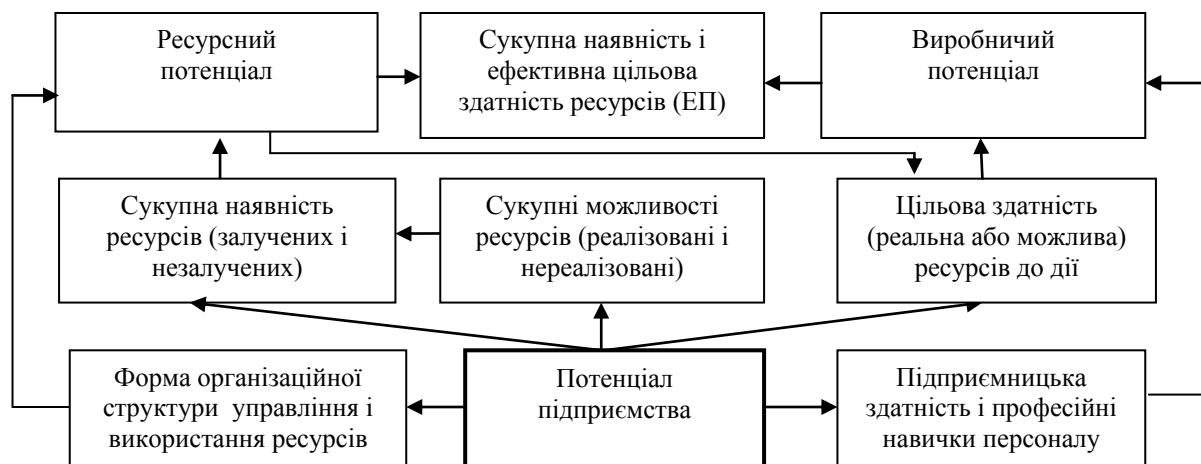 Ресурсний
потенціал
Сукупна наявність і
ефективна цільова
здатність ресурсів (ЕП)
Виробничий
потенціал
Сукупна наявність
ресурсів (залучених і
незалучених)
Сукупні можливості
ресурсів (реалізовані і
нереалізовані)
Цільова здатність
(реальна або можлива)
ресурсів до дії
Форма організаційної
структури управління і
використання ресурсів
Потенціал
підприємства
Підприємницька
здатність і професійні
навички персоналу